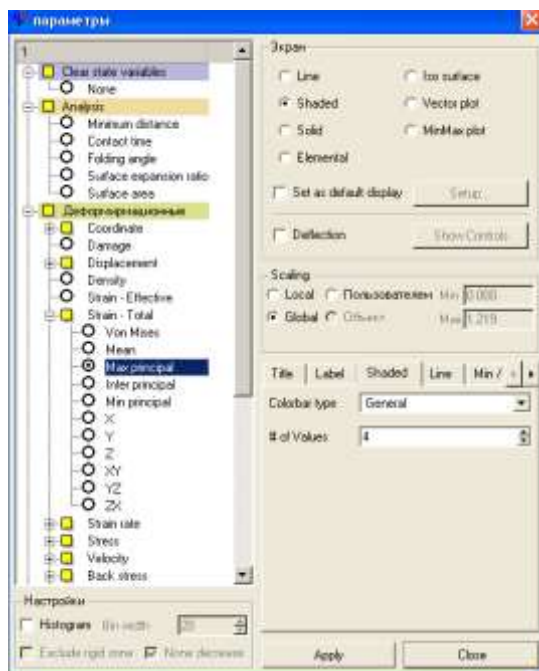 параметры
1
Clear state variables
None
Analysis
Minimum distance
Contact time
Folding angle
Surface expansion ratio
Surface area
Деформационные
Coordinate
Damage
Displacement
Density
Strain - Effective
Strain - Total
Von Mises
Mean
Max principal
Inter principal
Min principal
X
Y
Z
XY
YZ
ZX
Strain rate
Stress
Velocity
Back stress
Настройки
Histogram Bin width 20
Exclude rigid zone None decrease
Экран
Line Iso surface
Shaded Vector plot
Solid MinMax plot
Elemental
Set as default display Setup
Deflection Show Controls
Scaling
Local Пользователем Min 0.000
Global Объект Max 1.219
Title Label Shaded Line Min /
Colorbar type General
# of Values 4
Apply Close